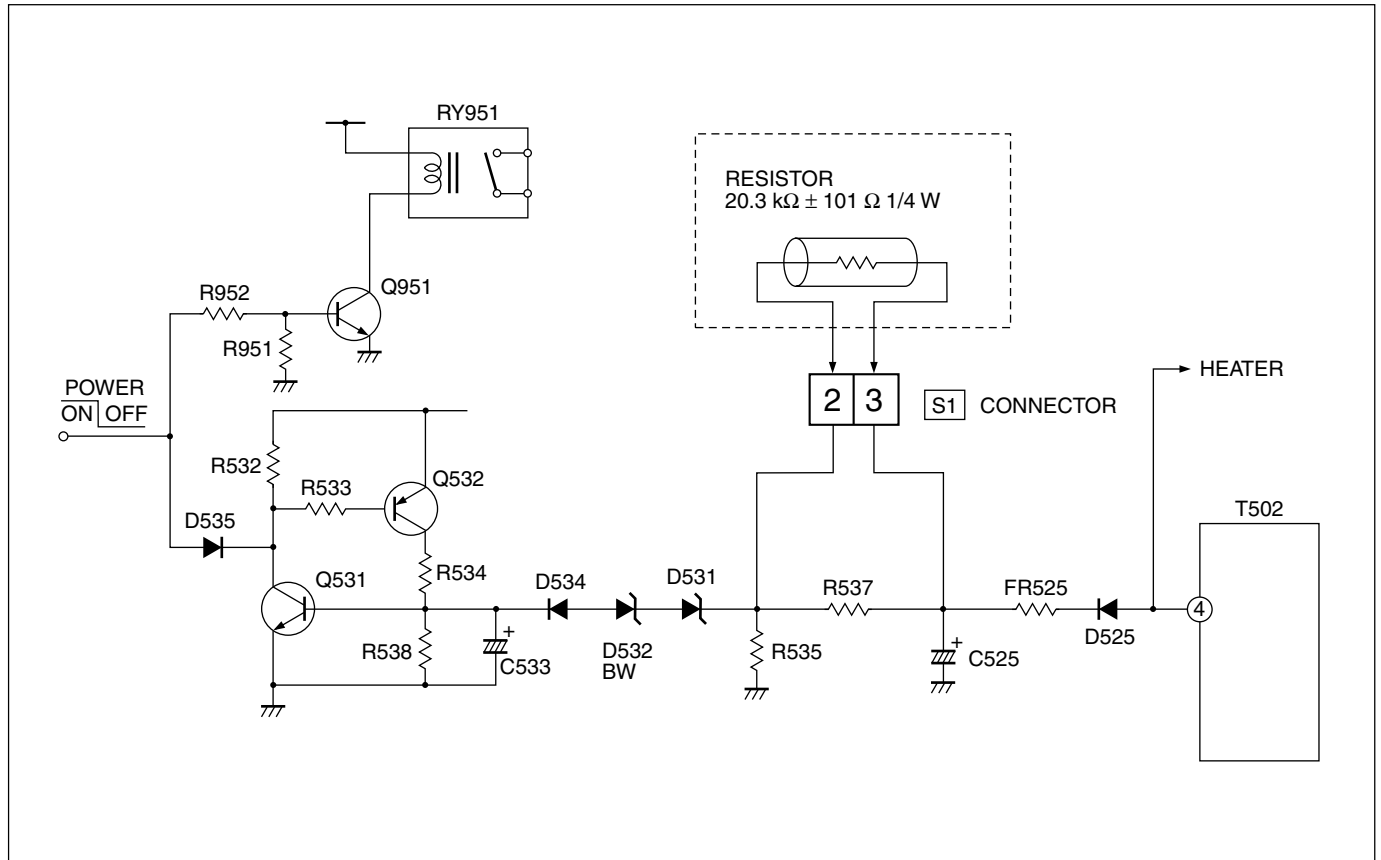 RY951
RESISTOR
20.3 kΩ ± 101 Ω 1/4 W
R952
Q951
R951
POWER
ON OFF
HEATER
2 3
S1 CONNECTOR
R532
R533
Q532
T502
D535
Q531
R534
D534
D531
R537
FR525
4
R538
+
C533
D532
BW
R535
+
C525
D525